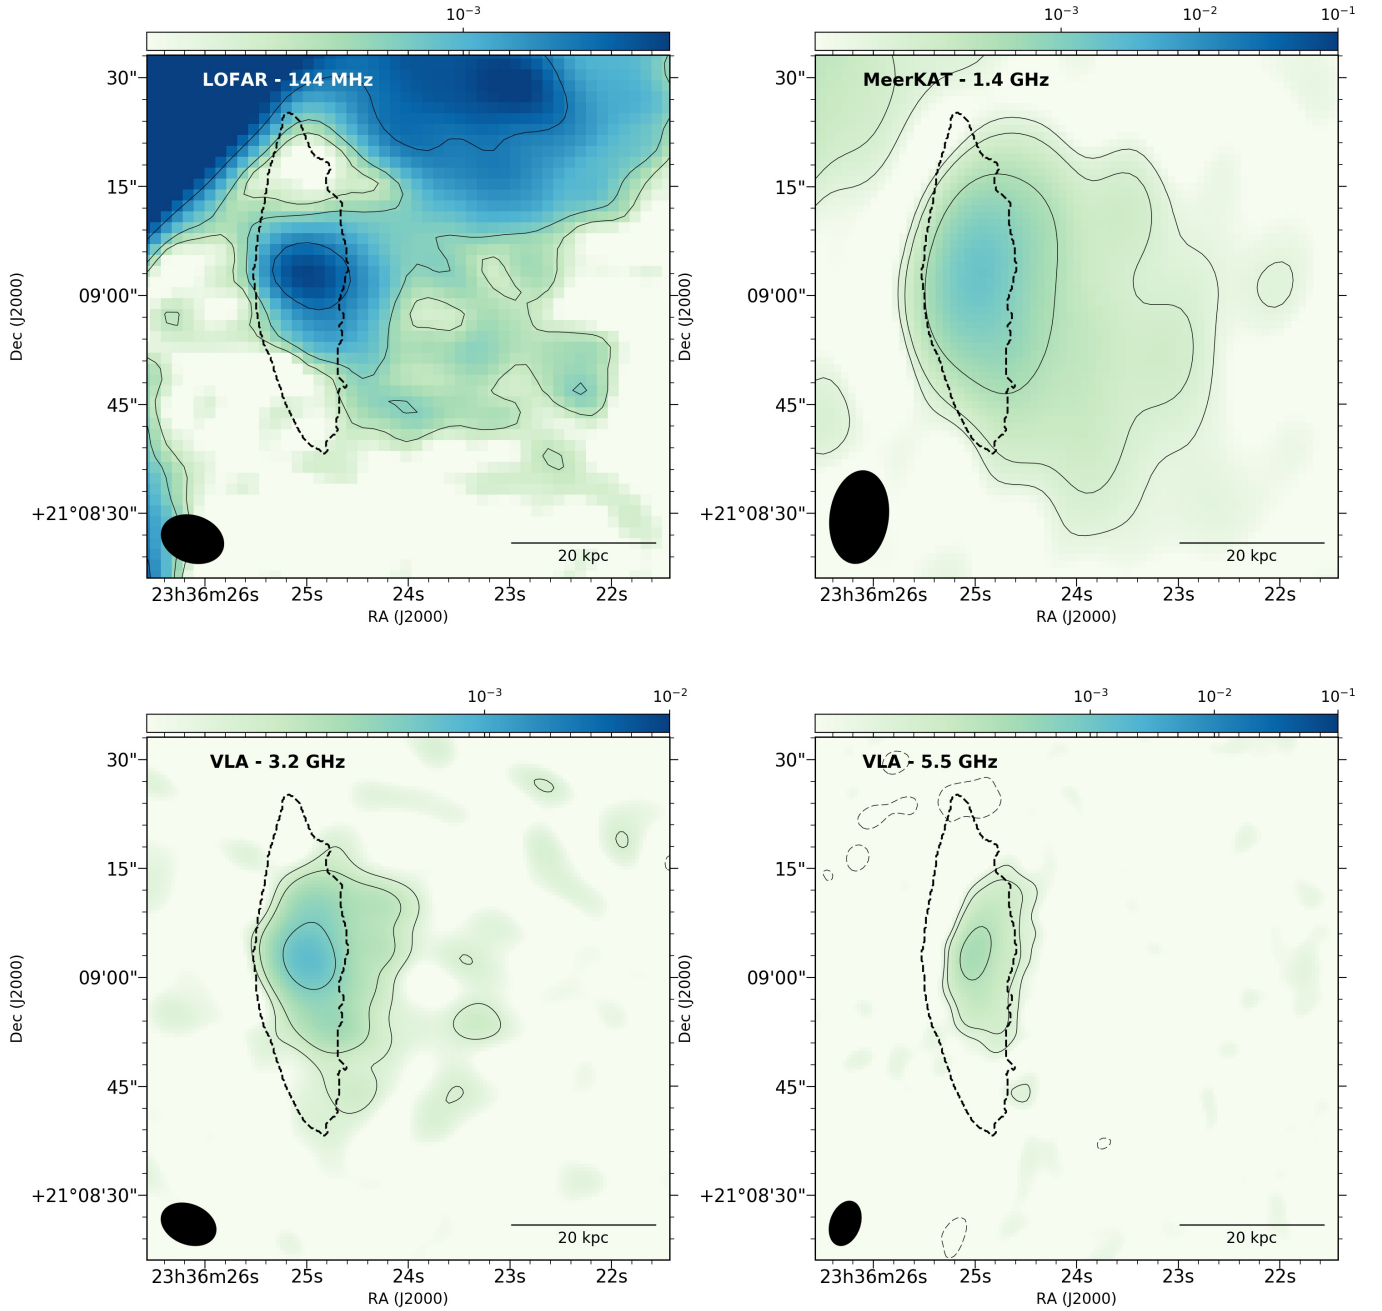 10⁻³
LOFAR - 144 MHz
30"
15"
09'00"
45"
+21°08'30"
Dec (J2000)
20 kpc
23h36m26s 25s 24s 23s 22s
RA (J2000)
10⁻³ 10⁻² 10⁻¹
MeerKAT - 1.4 GHz
30"
15"
09'00"
45"
+21°08'30"
Dec (J2000)
20 kpc
23h36m26s 25s 24s 23s 22s
RA (J2000)
10⁻³ 10⁻²
VLA - 3.2 GHz
30"
15"
09'00"
45"
+21°08'30"
Dec (J2000)
20 kpc
23h36m26s 25s 24s 23s 22s
RA (J2000)
10⁻³ 10⁻² 10⁻¹
VLA - 5.5 GHz
30"
15"
09'00"
45"
+21°08'30"
Dec (J2000)
20 kpc
23h36m26s 25s 24s 23s 22s
RA (J2000)